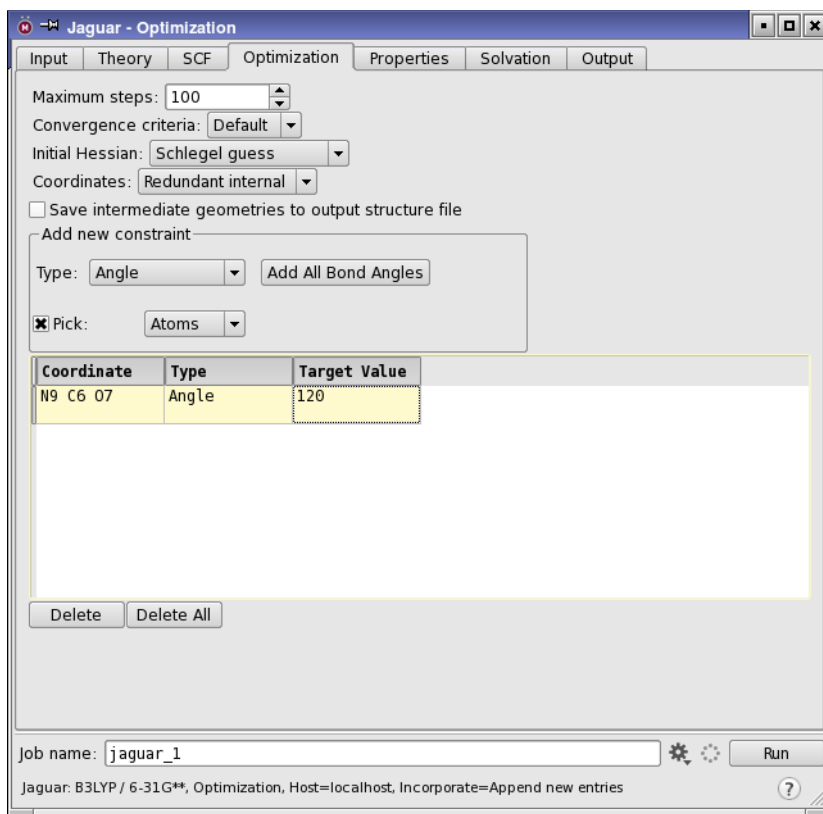 Jaguar - Optimization
Input Theory SCF Optimization Properties Solvation Output
Maximum steps: 100
Convergence criteria: Default
Initial Hessian: Schlegel guess
Coordinates: Redundant internal
Save intermediate geometries to output structure file
Add new constraint
Type: Angle Add All Bond Angles
Pick: Atoms
Coordinate Type Target Value
N9 C6 O7 Angle 120
Delete Delete All
Job name: jaguar_1 Run
Jaguar: B3LYP / 6-31G**, Optimization, Host=localhost, Incorporate=Append new entries ?